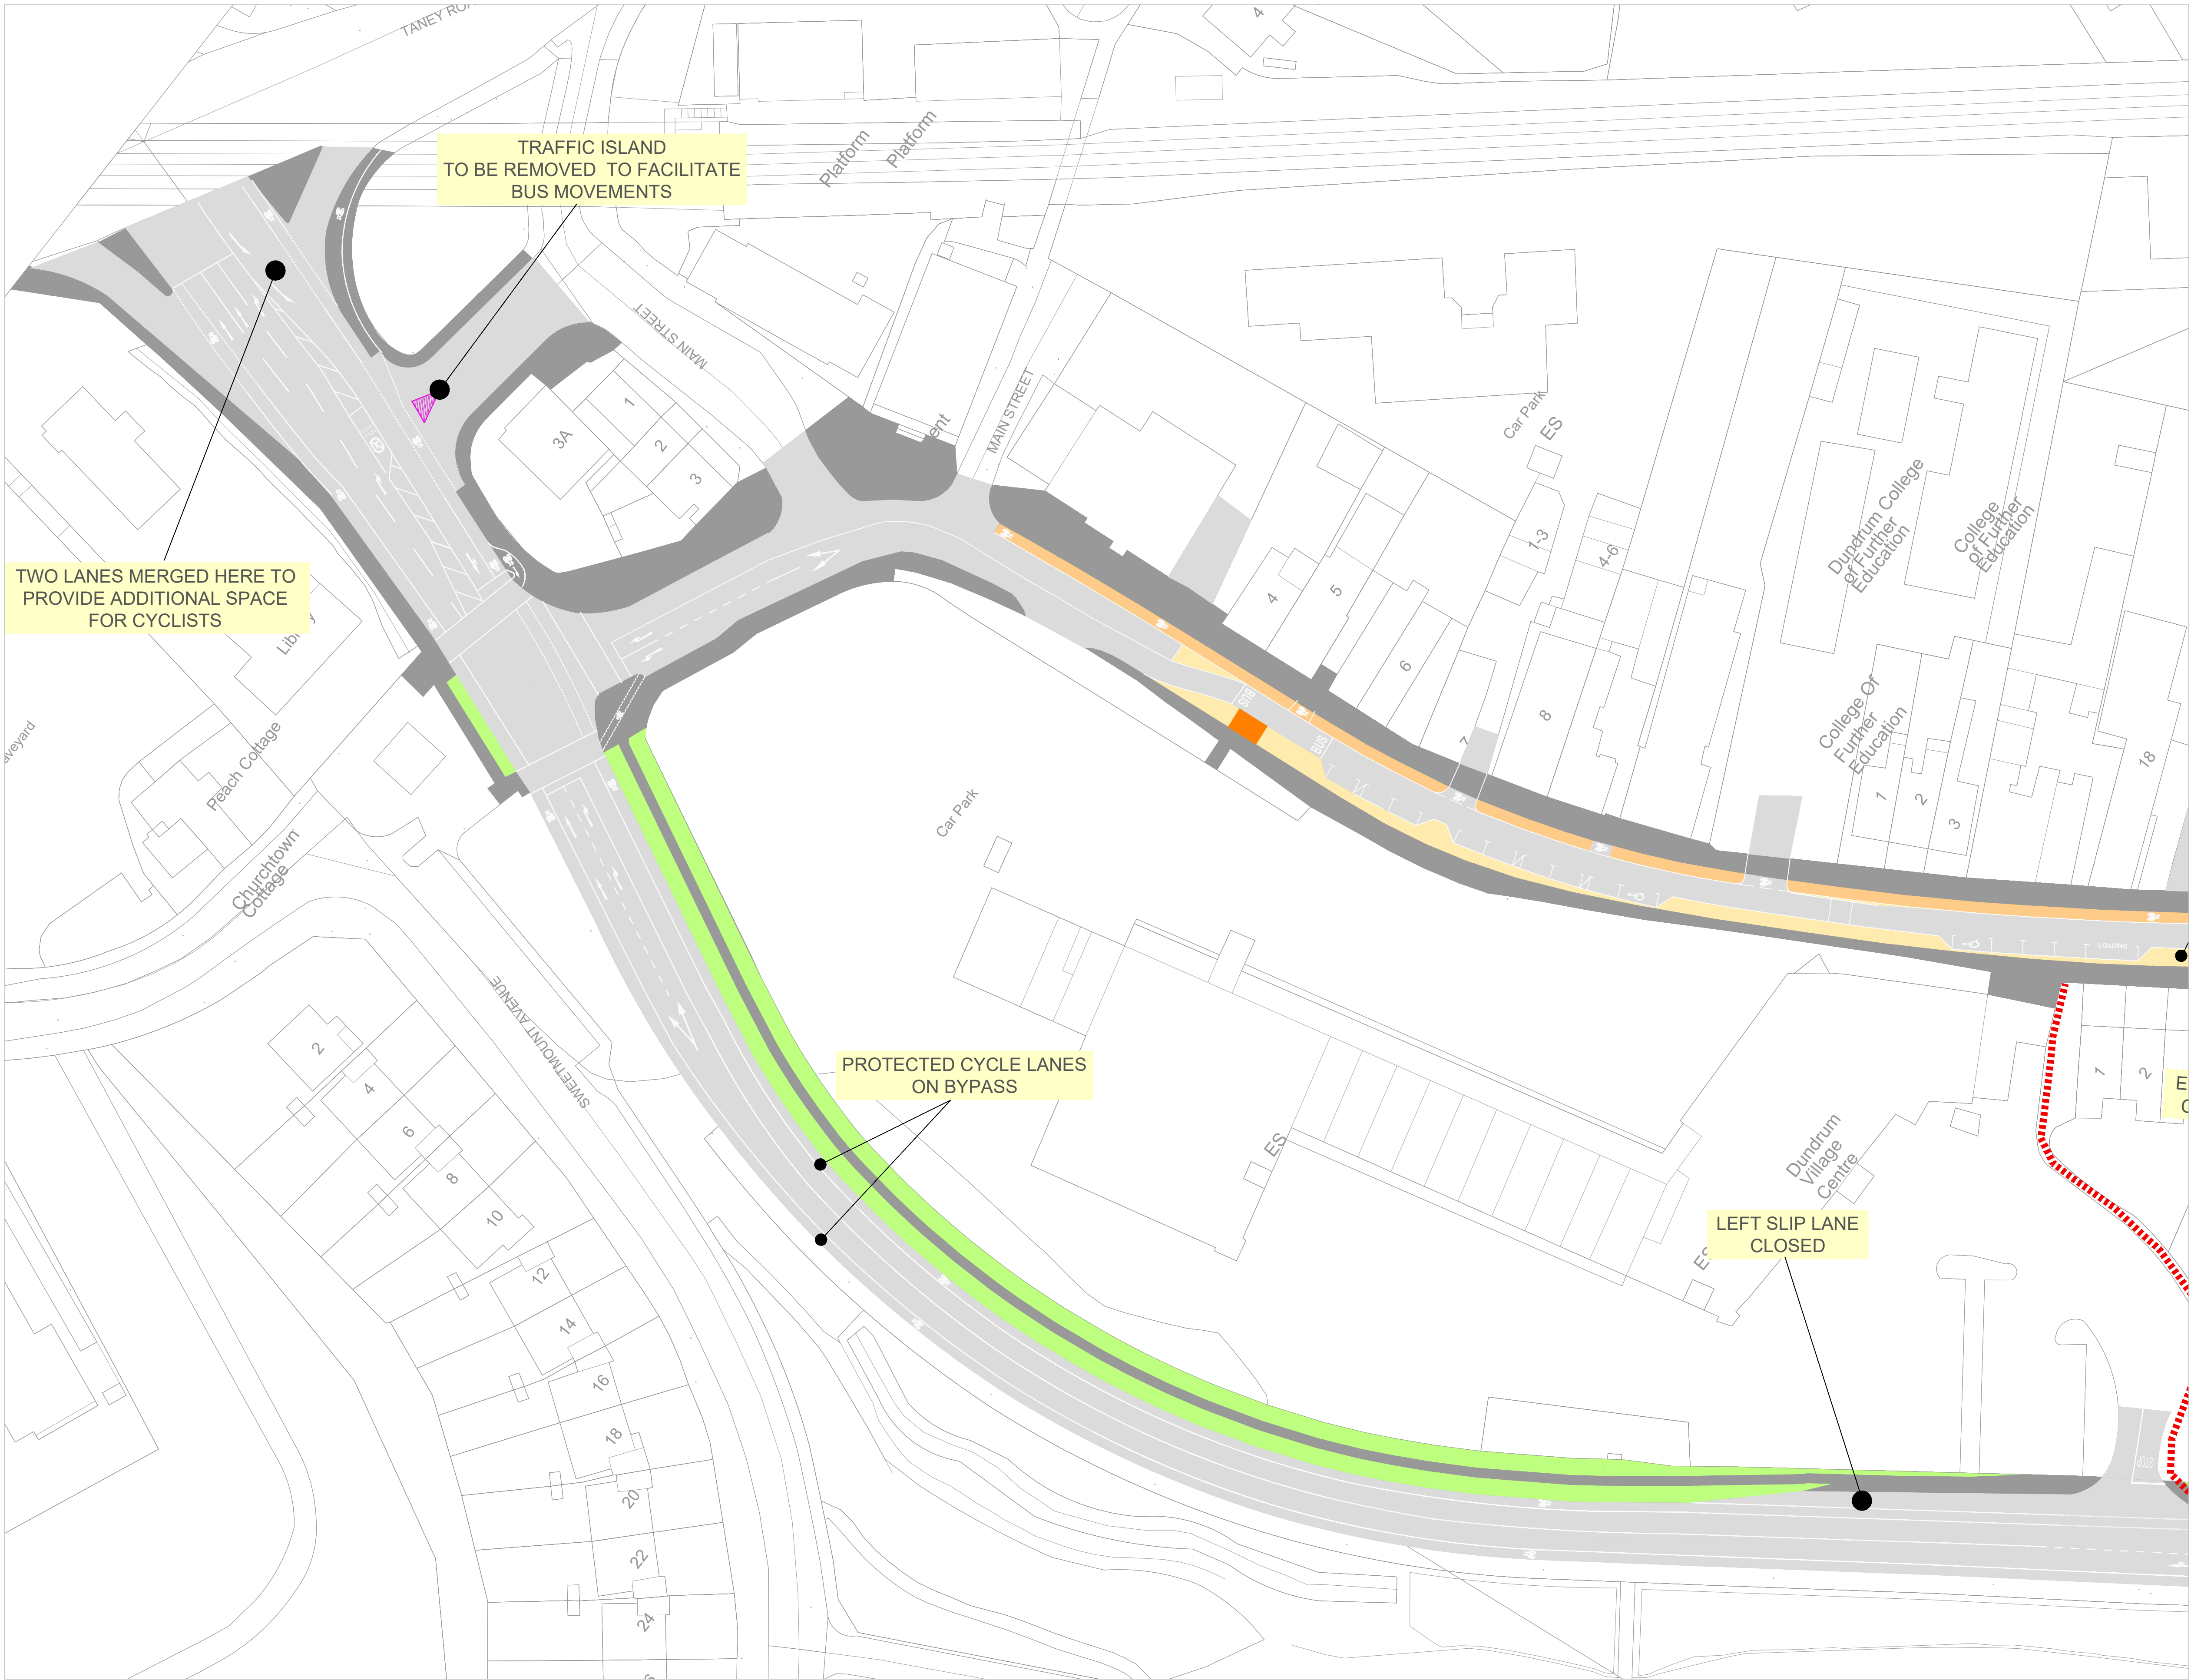 TANEY
4
TRAFFIC ISLAND
TO BE REMOVED  TO FACILITATE
BUS MOVEMENTS
Platform
Platform
MAIN STREET
MAIN STREET
Car Park
ES
3A
1
2
3
TWO LANES MERGED HERE TO
PROVIDE ADDITIONAL SPACE
FOR CYCLISTS
4
5
6
7
8
1-3
4-6
Dundrum College
of Further
Education
College
of Further
Education
College Of
Further
Education
1
2
3
18
BUS
BUS
LOADING
Peach Cottage
Churchtown
Cottage
Car Park
SWEETMOUNT AVENUE
PROTECTED CYCLE LANES
ON BYPASS
ES
Dundrum
Village
Centre
1
2
LEFT SLIP LANE
CLOSED
ES
STOP
2
4
6
8
10
12
14
16
18
20
22
24